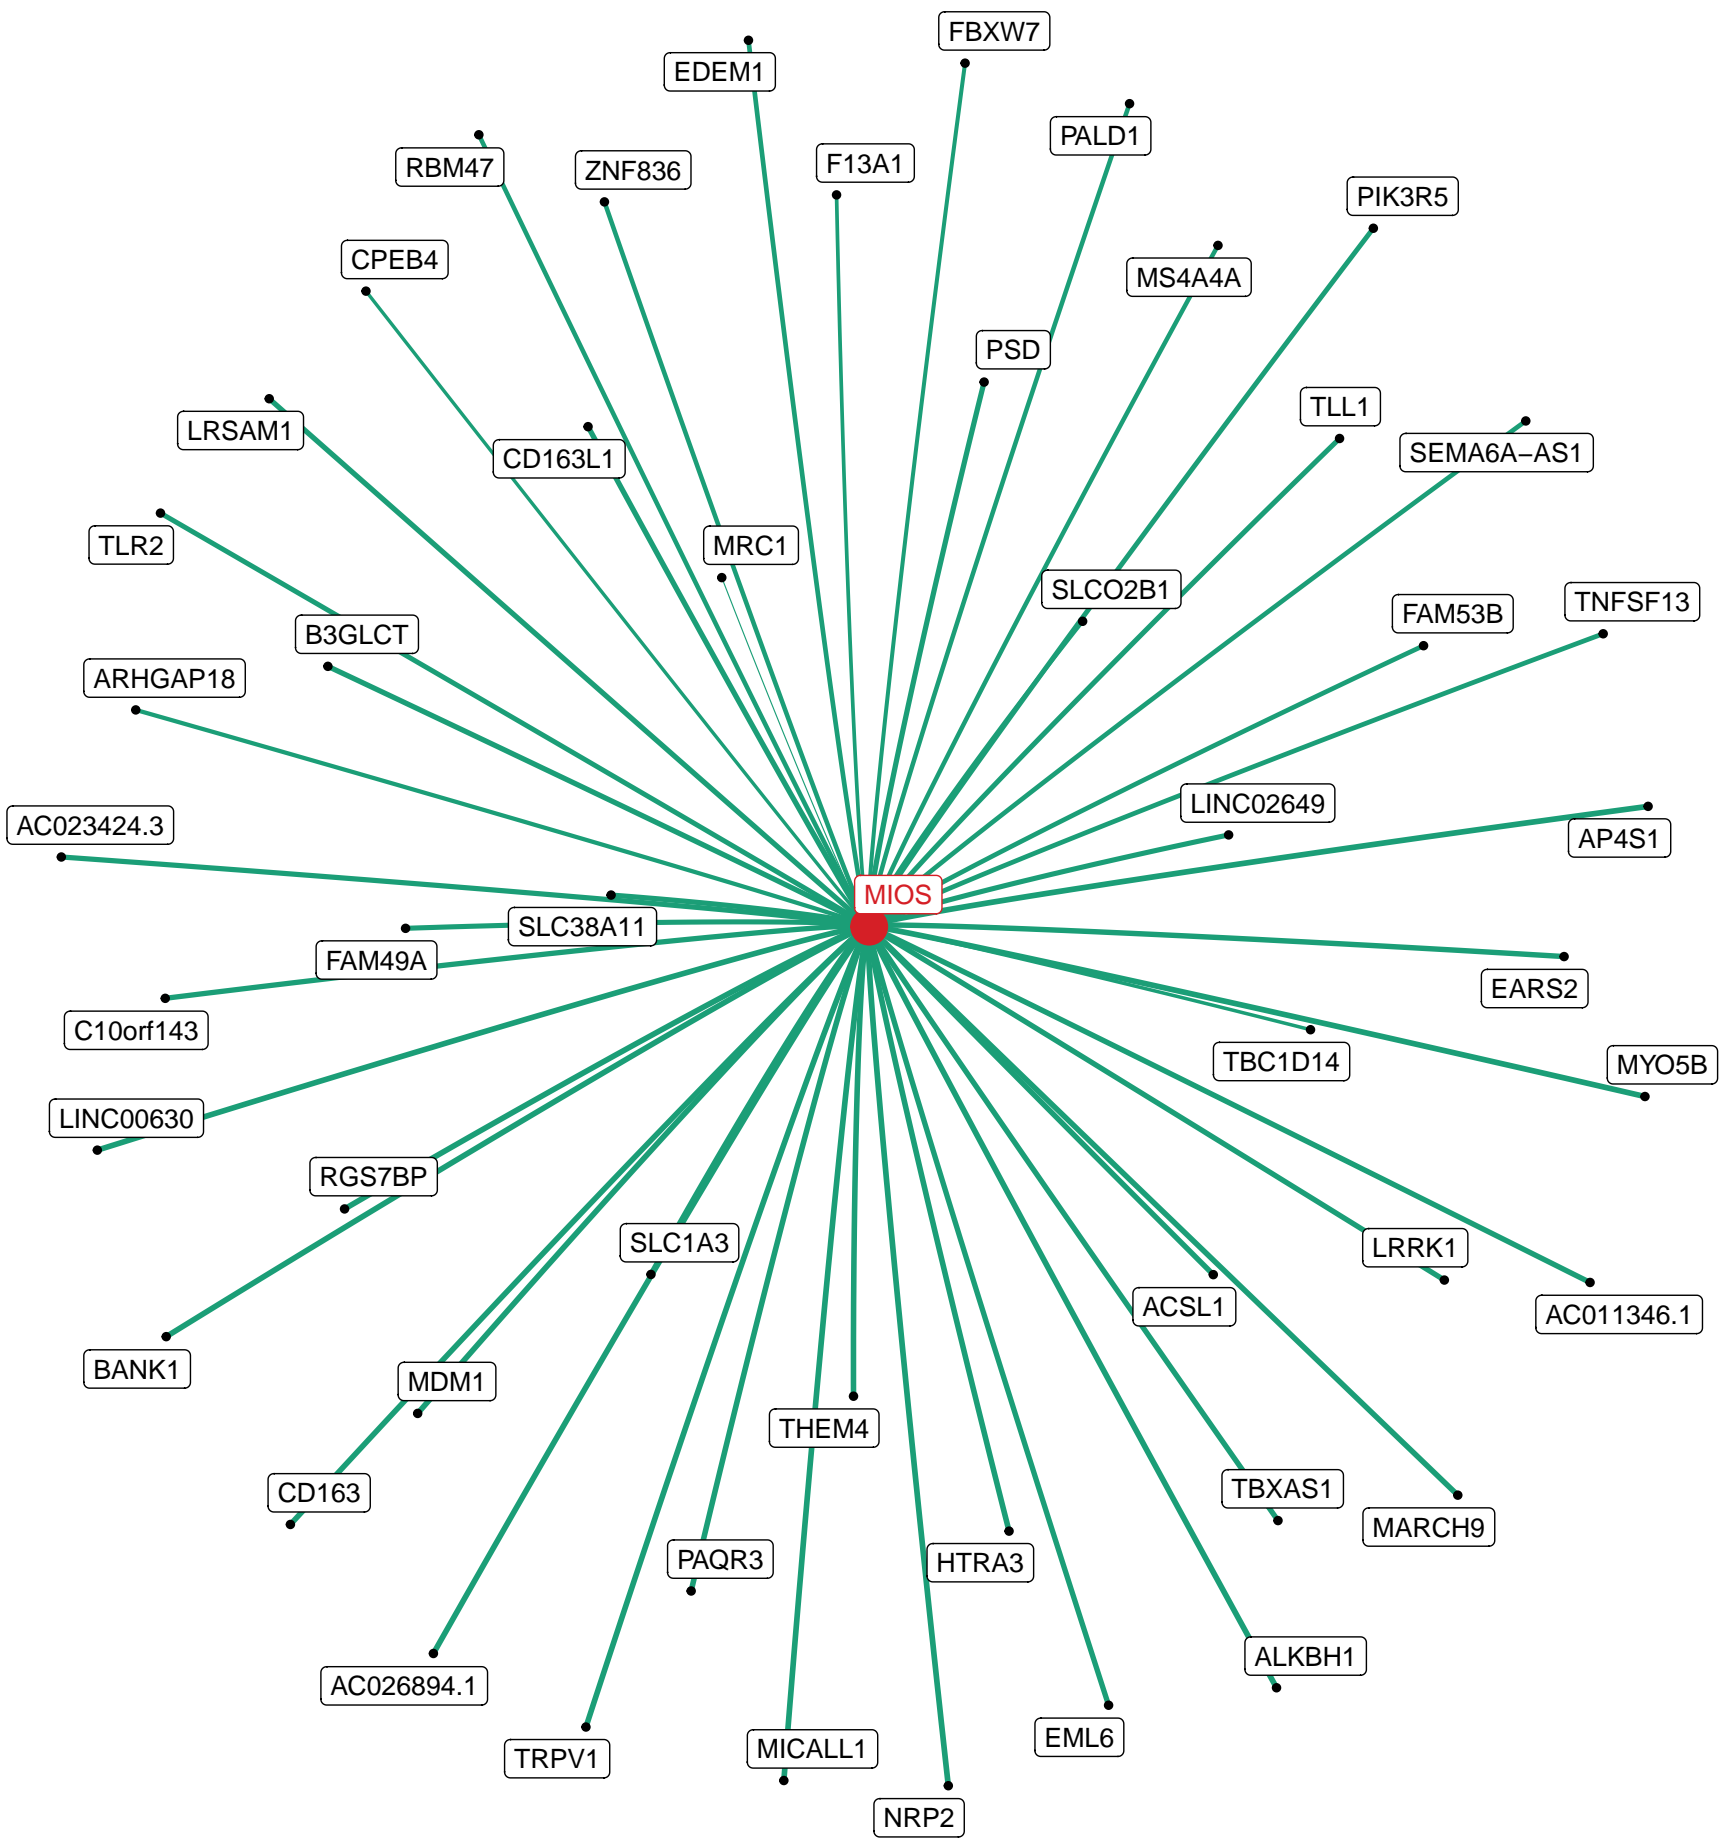 FBXW7
EDEM1
PALD1
F13A1
RBM47
ZNF836
PIK3R5
CPEB4
MS4A4A
PSD
TLL1
LRSAM1
SEMA6A−AS1
CD163L1
TLR2
MRC1
SLCO2B1
TNFSF13
FAM53B
B3GLCT
ARHGAP18
LINC02649
AC023424.3
AP4S1
MIOS
SLC38A11
FAM49A
EARS2
C10orf143
TBC1D14
MYO5B
LINC00630
RGS7BP
SLC1A3
LRRK1
ACSL1
AC011346.1
BANK1
MDM1
THEM4
TBXAS1
CD163
MARCH9
PAQR3
HTRA3
ALKBH1
AC026894.1
EML6
MICALL1
TRPV1
NRP2